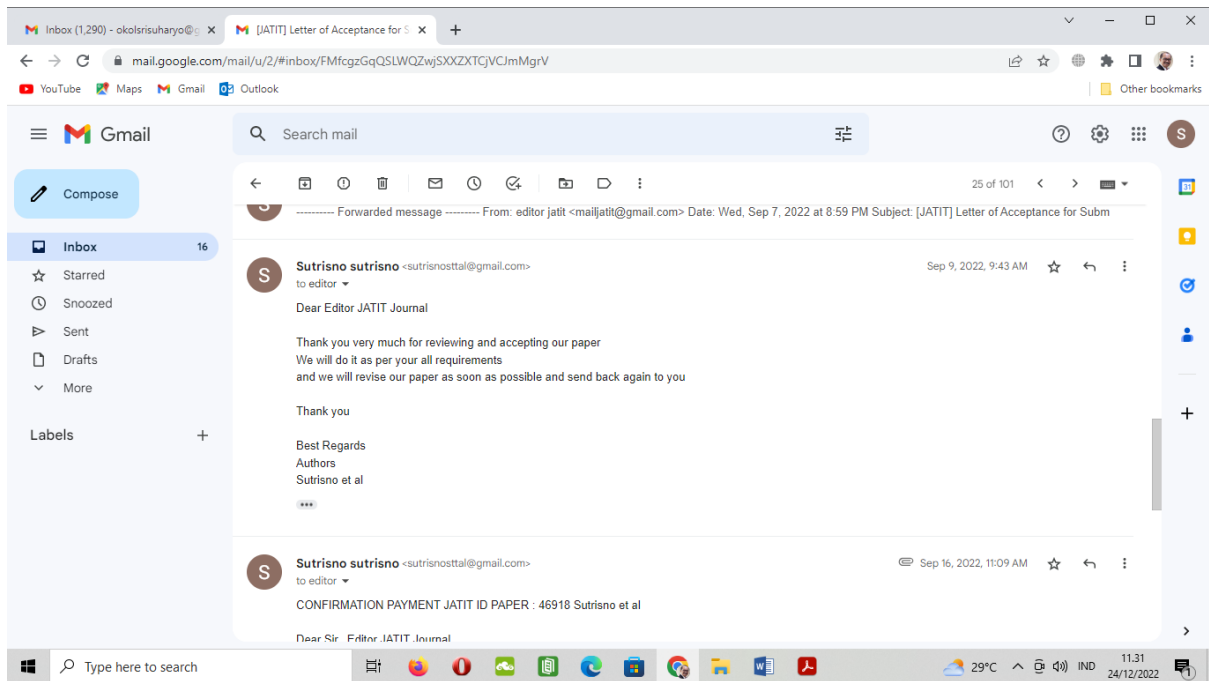 Inbox (1,290) - okolsrisuharyo@g
[JATIT] Letter of Acceptance for S
mail.google.com/mail/u/2/#inbox/FMfcgzGqQSLWQZwjSXXZXTCjVCJmMgrV
YouTube Maps Gmail Outlook Other bookmarks
Gmail
Search mail
S
Compose
25 of 101
31
---------- Forwarded message --------- From: editor jatit <mailjatit@gmail.com> Date: Wed, Sep 7, 2022 at 8:59 PM Subject: [JATIT] Letter of Acceptance for Subm
Inbox 16
Starred
Snoozed
Sent
Drafts
More
Labels
S
Sutrisno sutrisno <sutrisnosttal@gmail.com> Sep 9, 2022, 9:43 AM
to editor
Dear Editor JATIT Journal
Thank you very much for reviewing and accepting our paper
We will do it as per your all requirements
and we will revise our paper as soon as possible and send back again to you
Thank you
Best Regards
Authors
Sutrisno et al
S
Sutrisno sutrisno <sutrisnosttal@gmail.com> Sep 16, 2022, 11:09 AM
to editor
CONFIRMATION PAYMENT JATIT ID PAPER : 46918 Sutrisno et al
Dear Sir, Editor JATIT Journal
Type here to search
29°C IND 11.31
24/12/2022
1